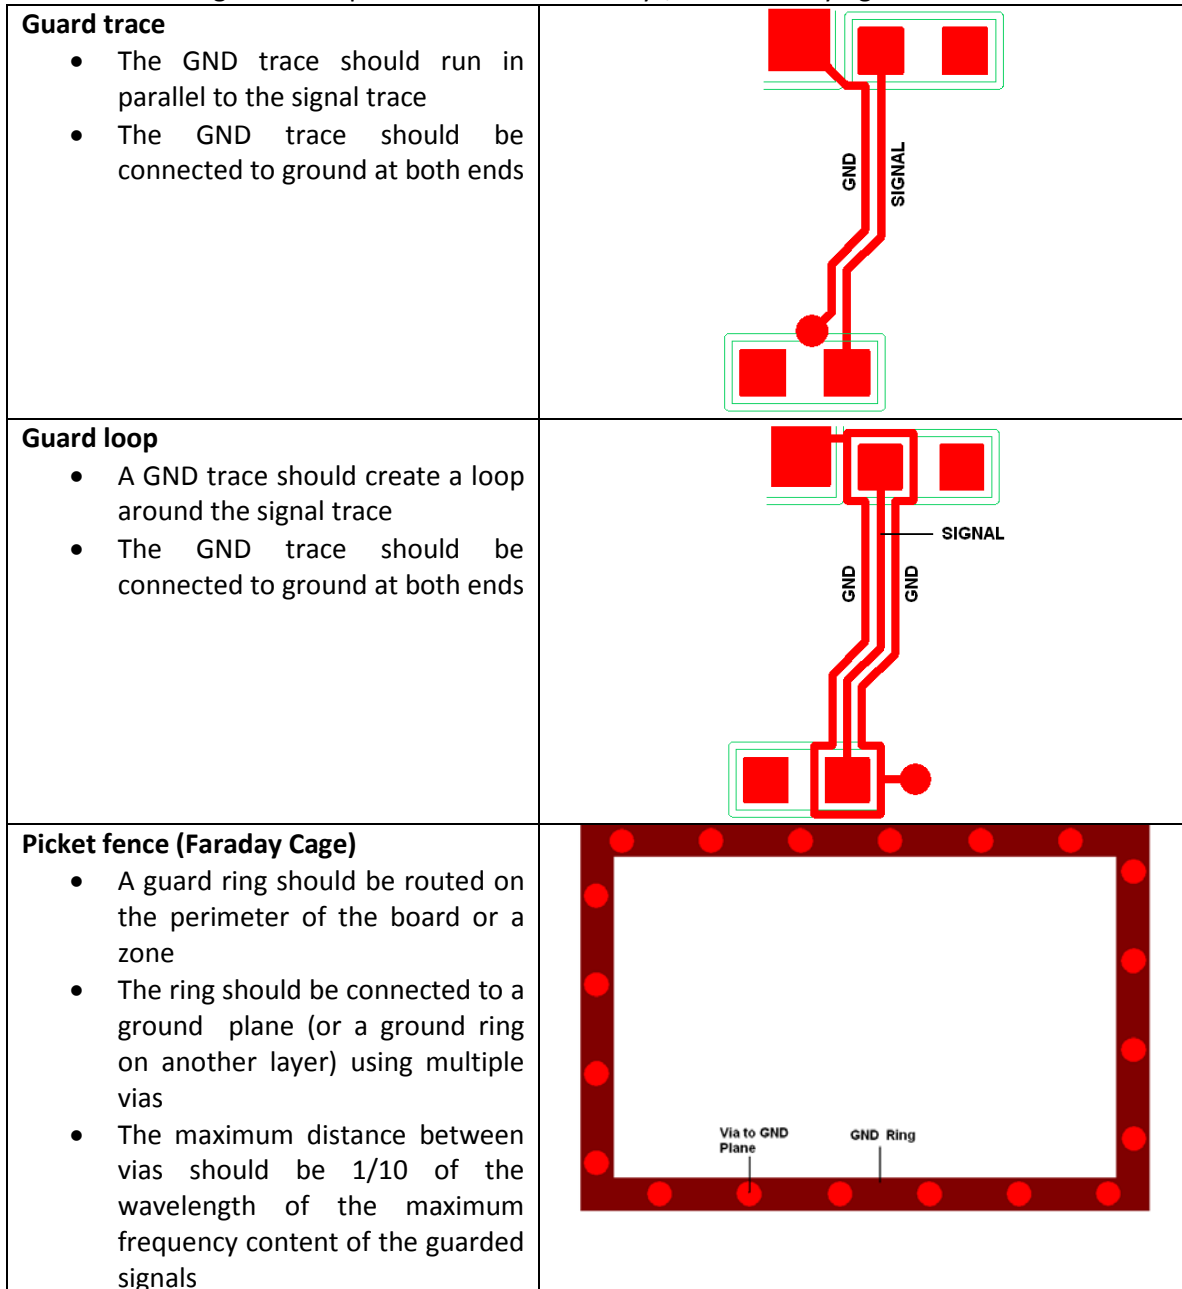 Guard trace
• The GND trace should run in
parallel to the signal trace
• The GND trace should be
connected to ground at both ends
GND
SIGNAL
Guard loop
• A GND trace should create a loop
around the signal trace
• The GND trace should be
connected to ground at both ends
SIGNAL
GND
GND
Picket fence (Faraday Cage)
• A guard ring should be routed on
the perimeter of the board or a
zone
• The ring should be connected to a
ground plane (or a ground ring
on another layer) using multiple
vias
• The maximum distance between
vias should be 1/10 of the
wavelength of the maximum
frequency content of the guarded
signals
Via to GND
Plane
GND Ring